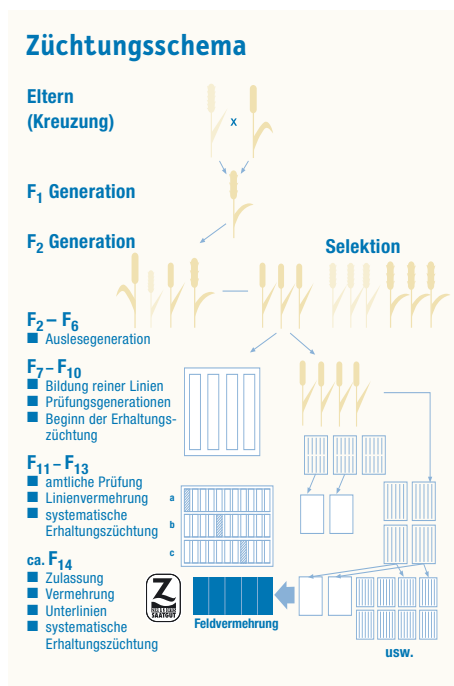 Züchtungsschema
Eltern
(Kreuzung)
x
F1 Generation
F2 Generation
Selektion
F2 – F6
Auslesegeneration
F7 – F10
Bildung reiner Linien
Prüfungsgenerationen
Beginn der Erhaltungs-
züchtung
F11 – F13
amtliche Prüfung
Linienvermehrung
systematische
Erhaltungszüchtung
a
b
c
ca. F14
Zulassung
Vermehrung
Unterlinien
systematische
Erhaltungszüchtung
Z
SAATGUT
Feldvermehrung
usw.